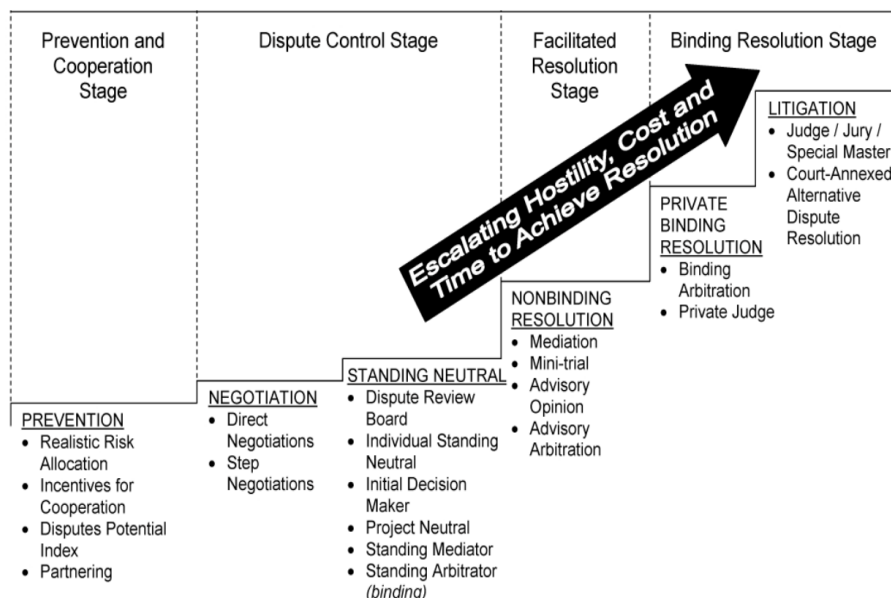 Prevention and
Cooperation
Stage
Dispute Control Stage
Facilitated
Resolution
Stage
Binding Resolution Stage
Escalating Hostility, Cost and
Time to Achieve Resolution
PREVENTION
• Realistic Risk
Allocation
• Incentives for
Cooperation
• Disputes Potential
Index
• Partnering
NEGOTIATION
• Direct
Negotiations
• Step
Negotiations
STANDING NEUTRAL
• Dispute Review
Board
• Individual Standing
Neutral
• Initial Decision
Maker
• Project Neutral
• Standing Mediator
• Standing Arbitrator
(binding)
NONBINDING
RESOLUTION
• Mediation
• Mini-trial
• Advisory
Opinion
• Advisory
Arbitration
PRIVATE
BINDING
RESOLUTION
• Binding
Arbitration
• Private Judge
LITIGATION
• Judge / Jury /
Special Master
• Court-Annexed
Alternative
Dispute
Resolution